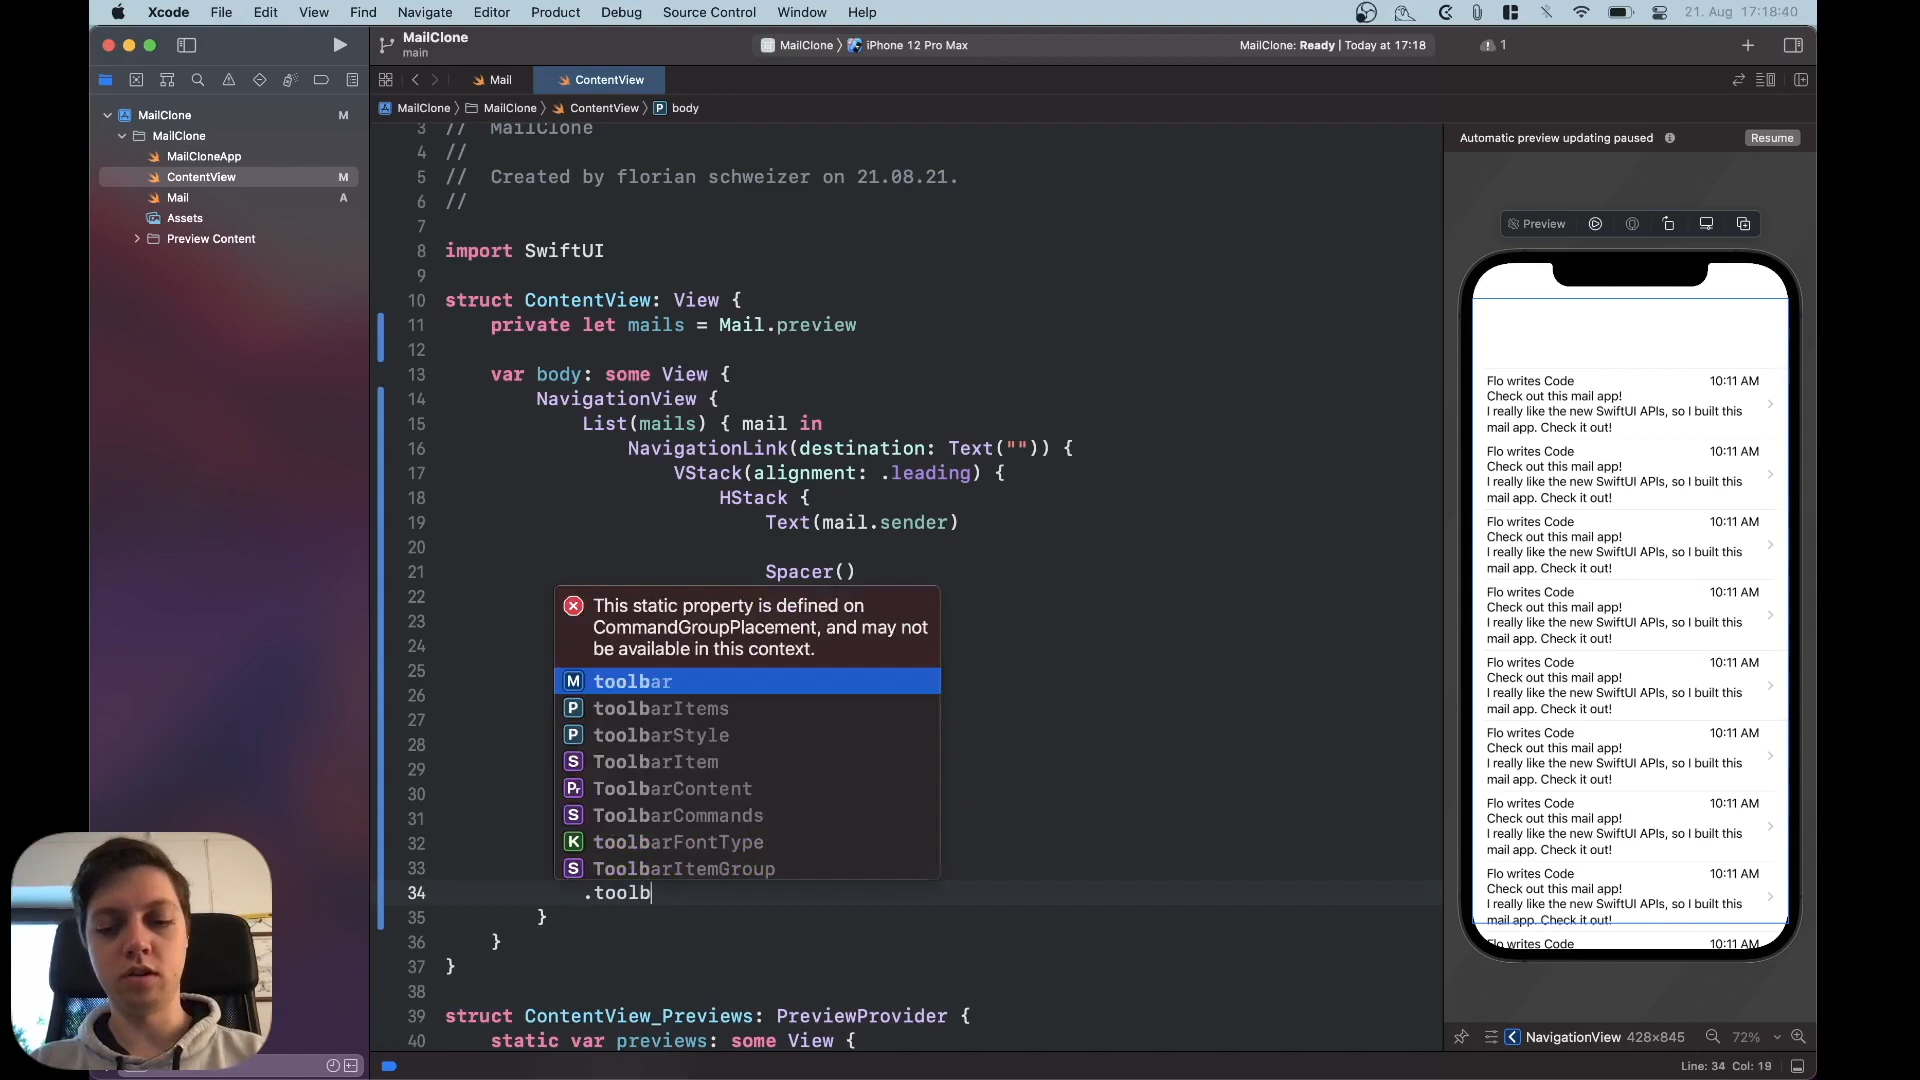 Xcode File Edit View Find Navigate Editor Product Debug Source Control Window Help 21. Aug 17:18:40
MailClone
main
MailClone iPhone 12 Pro Max MailClone: Ready | Today at 17:18 1
Mail ContentView
MailClone MailClone ContentView P body
MailClone M
MailClone
MailCloneApp
ContentView M
Mail A
Assets
Preview Content
3 // MailClone
4 //
5 // Created by florian schweizer on 21.08.21.
6 //
7
8 import SwiftUI
9
10 struct ContentView: View {
11 private let mails = Mail.preview
12
13 var body: some View {
14 NavigationView {
15 List(mails) { mail in
16 NavigationLink(destination: Text("")) {
17 VStack(alignment: .leading) {
18 HStack {
19 Text(mail.sender)
20
21 Spacer()
22
23
24
25
26
27
28
29
30
31
32
33
34 .toolb
35 }
36 }
37 }
38
39 struct ContentView_Previews: PreviewProvider {
40 static var previews: some View {
This static property is defined on
CommandGroupPlacement, and may not
be available in this context.
M toolbar
P toolbarItems
P toolbarStyle
S ToolbarItem
Pr ToolbarContent
S ToolbarCommands
K toolbarFontType
S ToolbarItemGroup
Automatic preview updating paused Resume
Preview
Flo writes Code 10:11 AM
Check out this mail app!
I really like the new SwiftUI APIs, so I built this
mail app. Check it out!
Flo writes Code 10:11 AM
Check out this mail app!
I really like the new SwiftUI APIs, so I built this
mail app. Check it out!
Flo writes Code 10:11 AM
Check out this mail app!
I really like the new SwiftUI APIs, so I built this
mail app. Check it out!
Flo writes Code 10:11 AM
Check out this mail app!
I really like the new SwiftUI APIs, so I built this
mail app. Check it out!
Flo writes Code 10:11 AM
Check out this mail app!
I really like the new SwiftUI APIs, so I built this
mail app. Check it out!
Flo writes Code 10:11 AM
Check out this mail app!
I really like the new SwiftUI APIs, so I built this
mail app. Check it out!
Flo writes Code 10:11 AM
Check out this mail app!
I really like the new SwiftUI APIs, so I built this
mail app. Check it out!
Flo writes Code 10:11 AM
Check out this mail app!
I really like the new SwiftUI APIs, so I built this
mail app. Check it out!
Flo writes Code 10:11 AM
NavigationView 428×845 72%
Line: 34 Col: 19